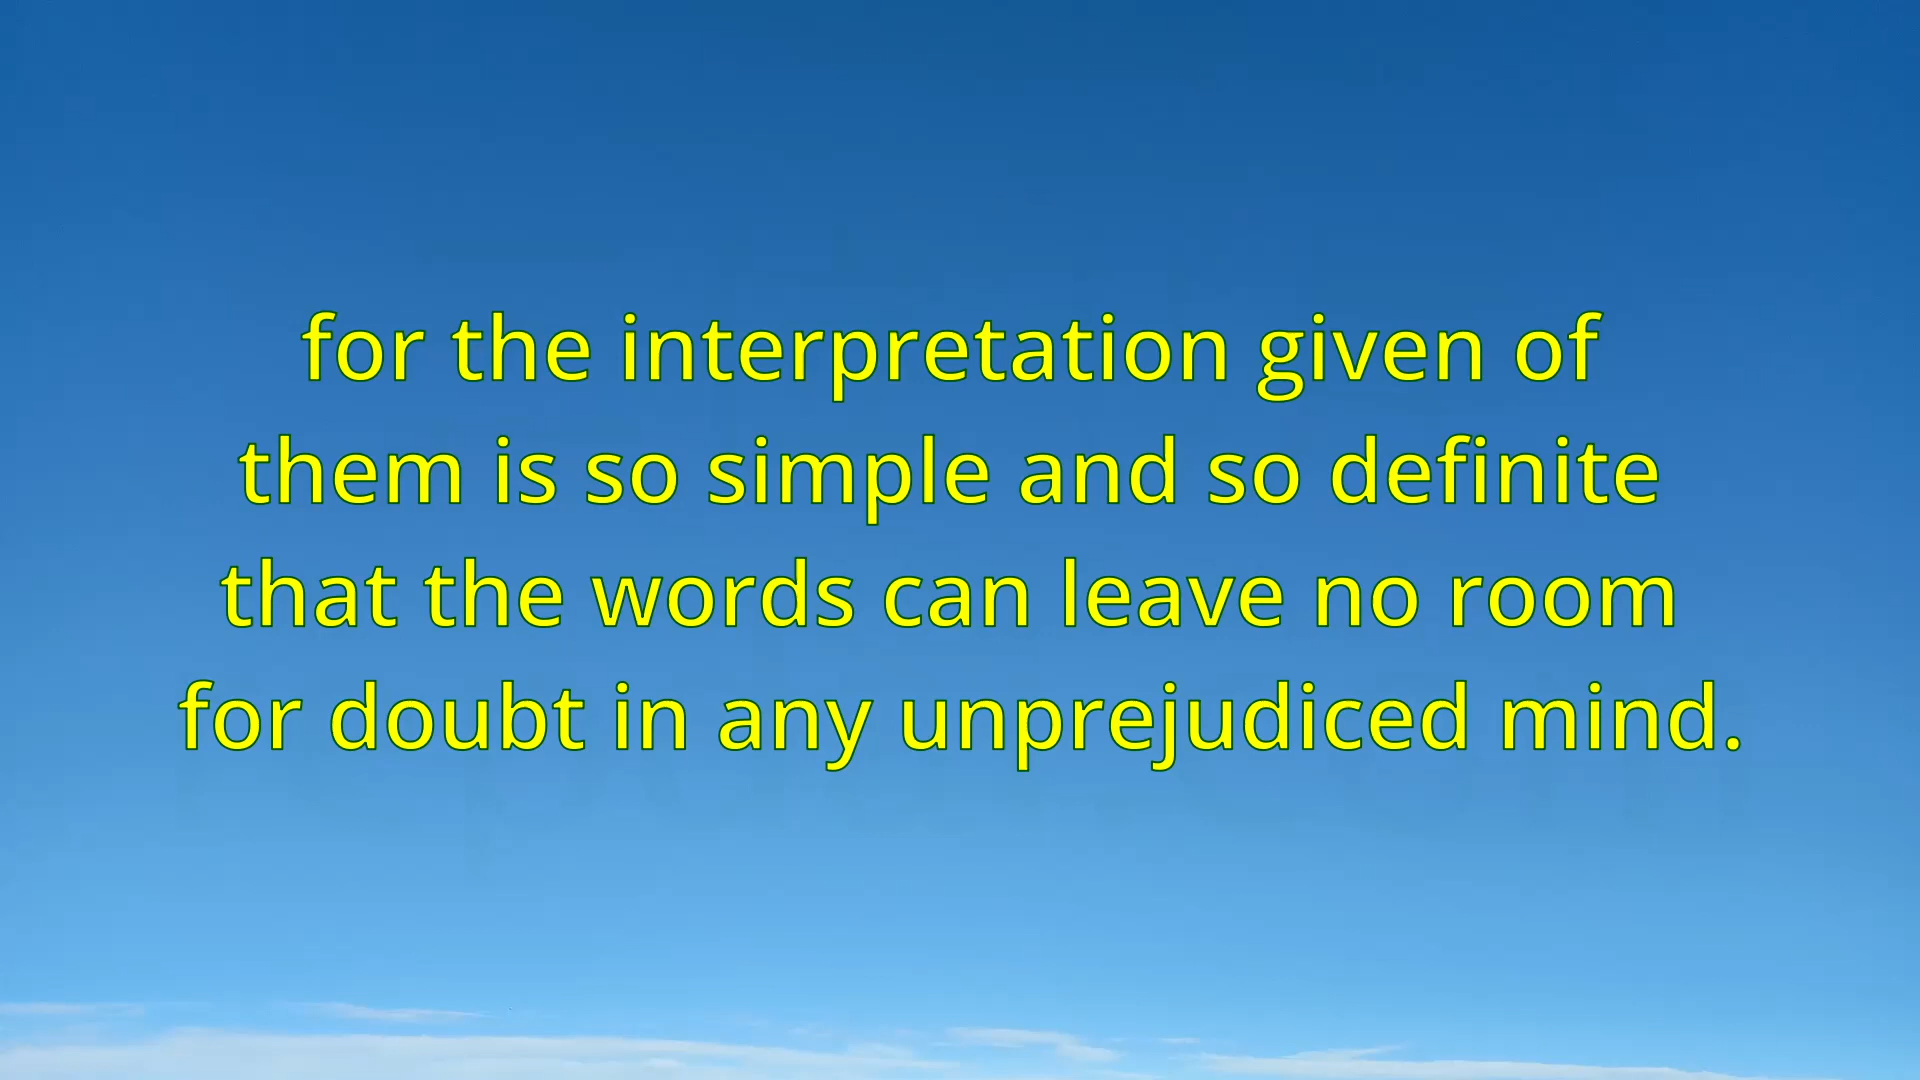 for the interpretation given of
them is so simple and so definite
that the words can leave no room
for doubt in any unprejudiced mind.